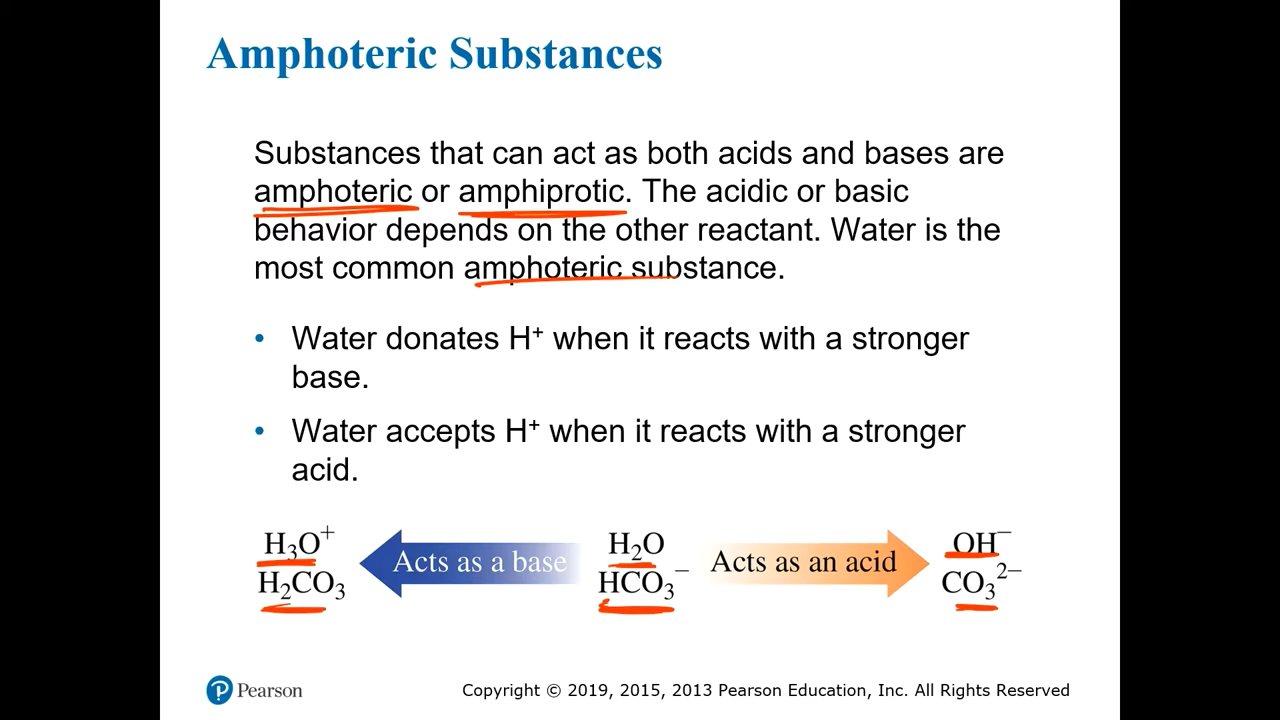 Amphoteric Substances
Substances that can act as both acids and bases are
amphoteric or amphiprotic. The acidic or basic
behavior depends on the other reactant. Water is the
most common amphoteric substance.
• Water donates H⁺ when it reacts with a stronger
base.
• Water accepts H⁺ when it reacts with a stronger
acid.
H₃O⁺ Acts as a base H₂O Acts as an acid OH⁻
H₂CO₃ HCO₃⁻ CO₃²⁻
Pearson Copyright © 2019, 2015, 2013 Pearson Education, Inc. All Rights Reserved